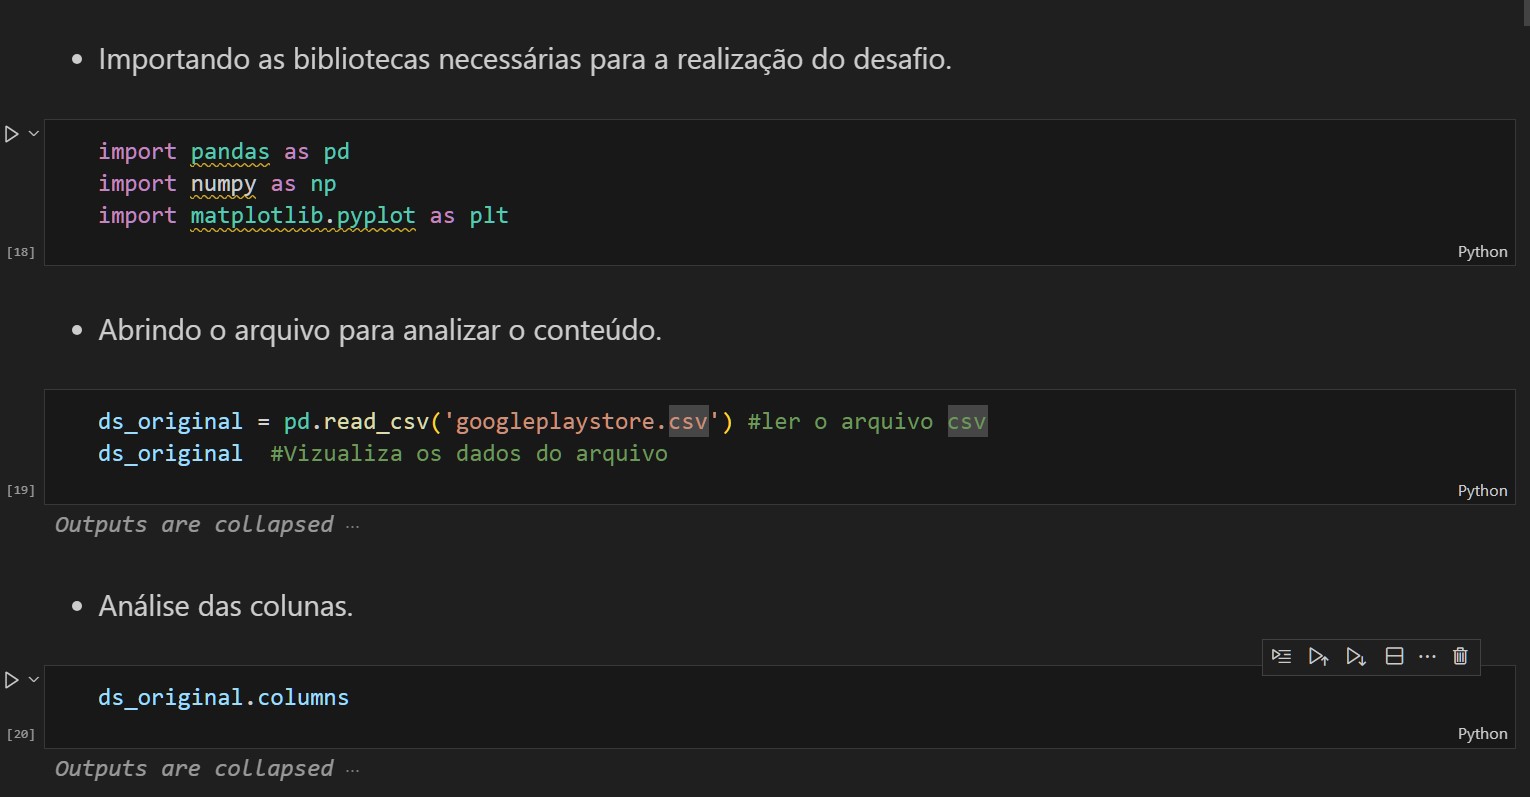 • Importando as bibliotecas necessárias para a realização do desafio.
import pandas as pd
import numpy as np
import matplotlib.pyplot as plt
[18]
Python
• Abrindo o arquivo para analizar o conteúdo.
ds_original = pd.read_csv('googleplaystore.csv') #ler o arquivo csv
ds_original  #Vizualiza os dados do arquivo
[19]
Python
Outputs are collapsed ...
• Análise das colunas.
ds_original.columns
[20]
Python
Outputs are collapsed ...